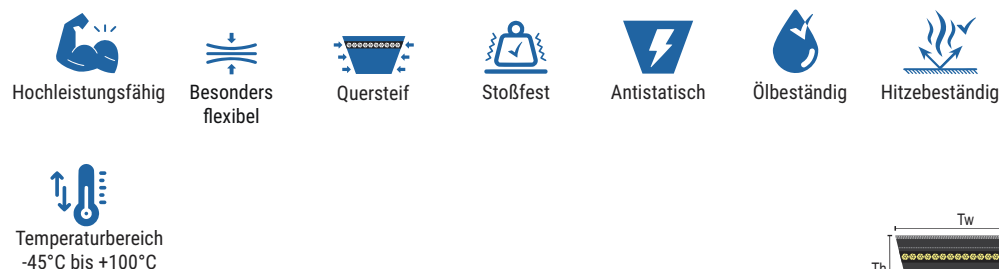 Hochleistungsfähig
Besonders
flexibel
Quersteif
Stoßfest
Antistatisch
Ölbeständig
Hitzebeständig
Temperaturbereich
-45°C bis +100°C
Tw
Th